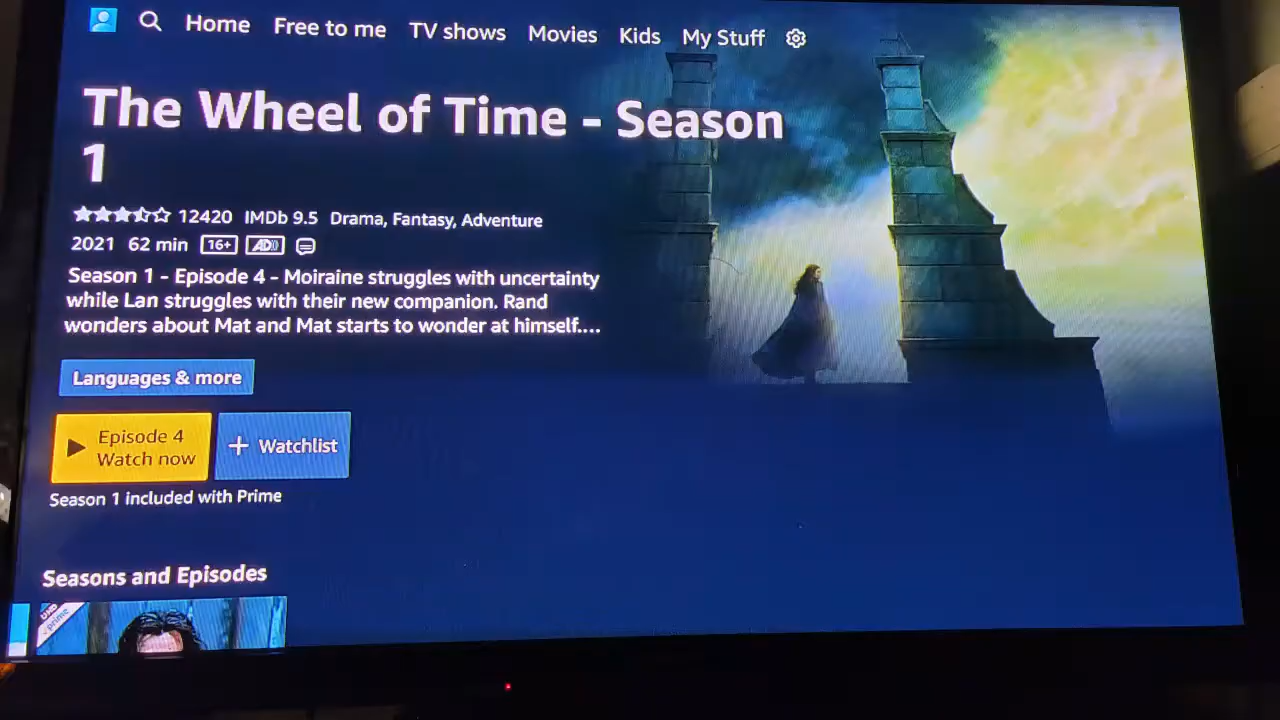 Home Free to me TV shows Movies Kids My Stuff
The Wheel of Time - Season
1
12420 IMDb 9.5 Drama, Fantasy, Adventure
2021 62 min 16+ AD
Season 1 - Episode 4 - Moiraine struggles with uncertainty
while Lan struggles with their new companion. Rand
wonders about Mat and Mat starts to wonder at himself....
Languages & more
Episode 4
Watch now
+ Watchlist
Season 1 included with Prime
Seasons and Episodes
UHD
prime